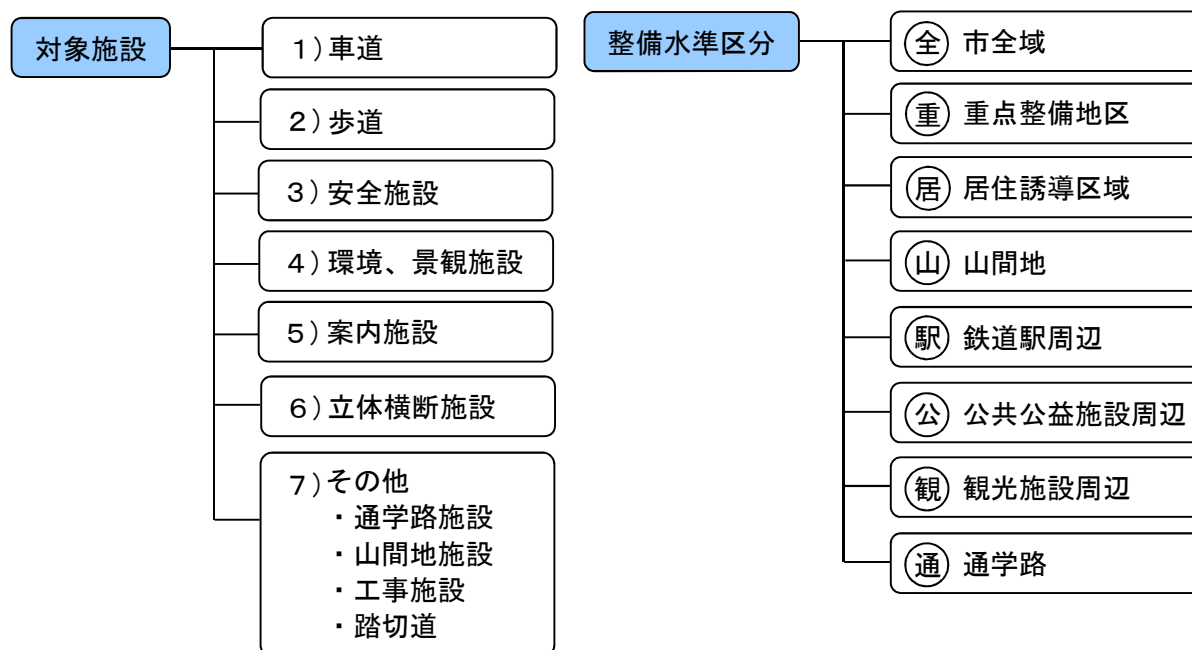 対象施設
1)車道
2)歩道
3)安全施設
4)環境、景観施設
5)案内施設
6)立体横断施設
7)その他
・通学路施設
・山間地施設
・工事施設
・踏切道
整備水準区分
全 市全域
重 重点整備地区
居 居住誘導区域
山 山間地
駅 鉄道駅周辺
公 公共公益施設周辺
観 観光施設周辺
通 通学路